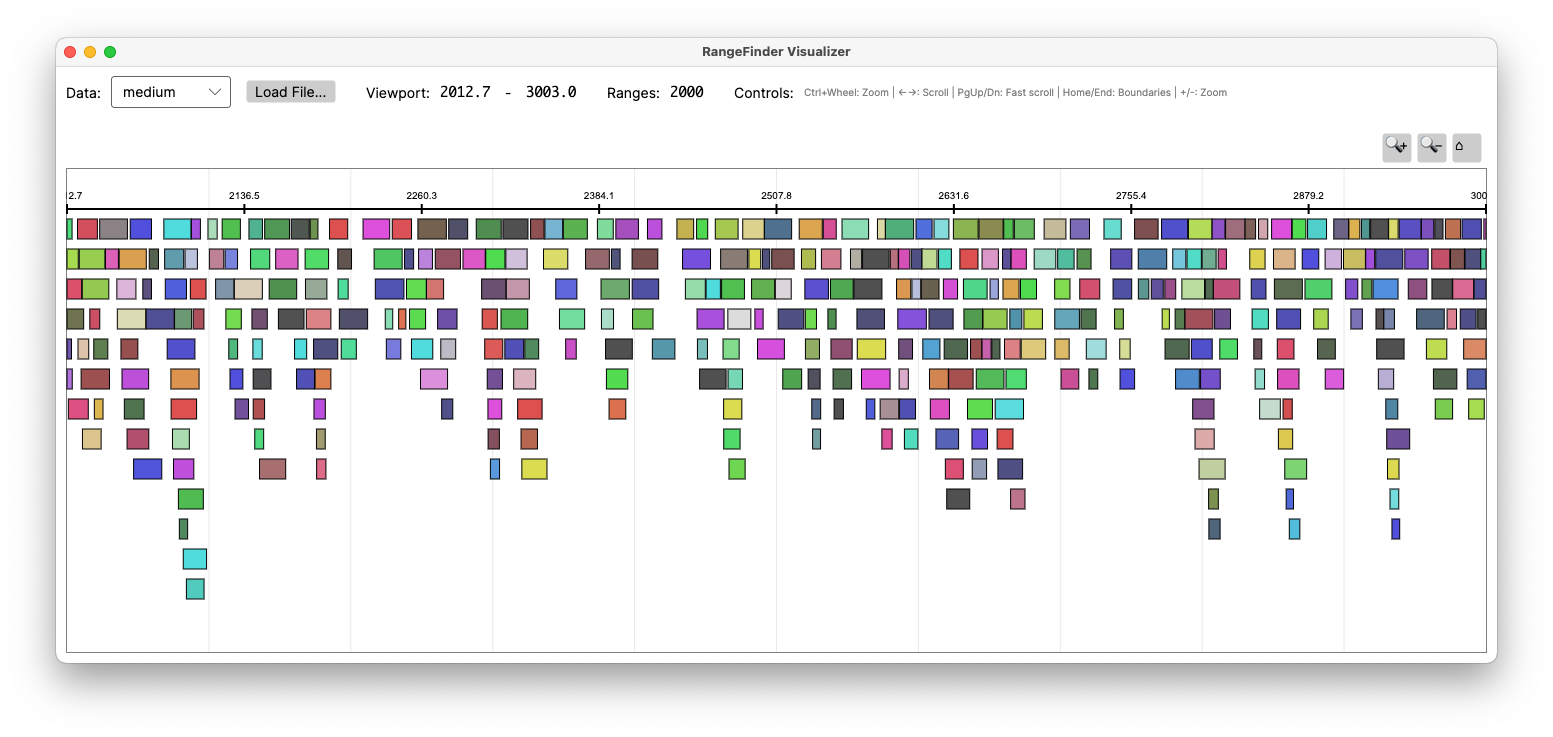 RangeFinder Visualizer
Data: medium Load File... Viewport: 2012.7 - 3003.0 Ranges: 2000 Controls: Ctrl+Wheel: Zoom | ←→: Scroll | PgUp/Dn: Fast scroll | Home/End: Boundaries | +/-: Zoom
2.7 2136.5 2260.3 2384.1 2507.8 2631.6 2755.4 2879.2 300